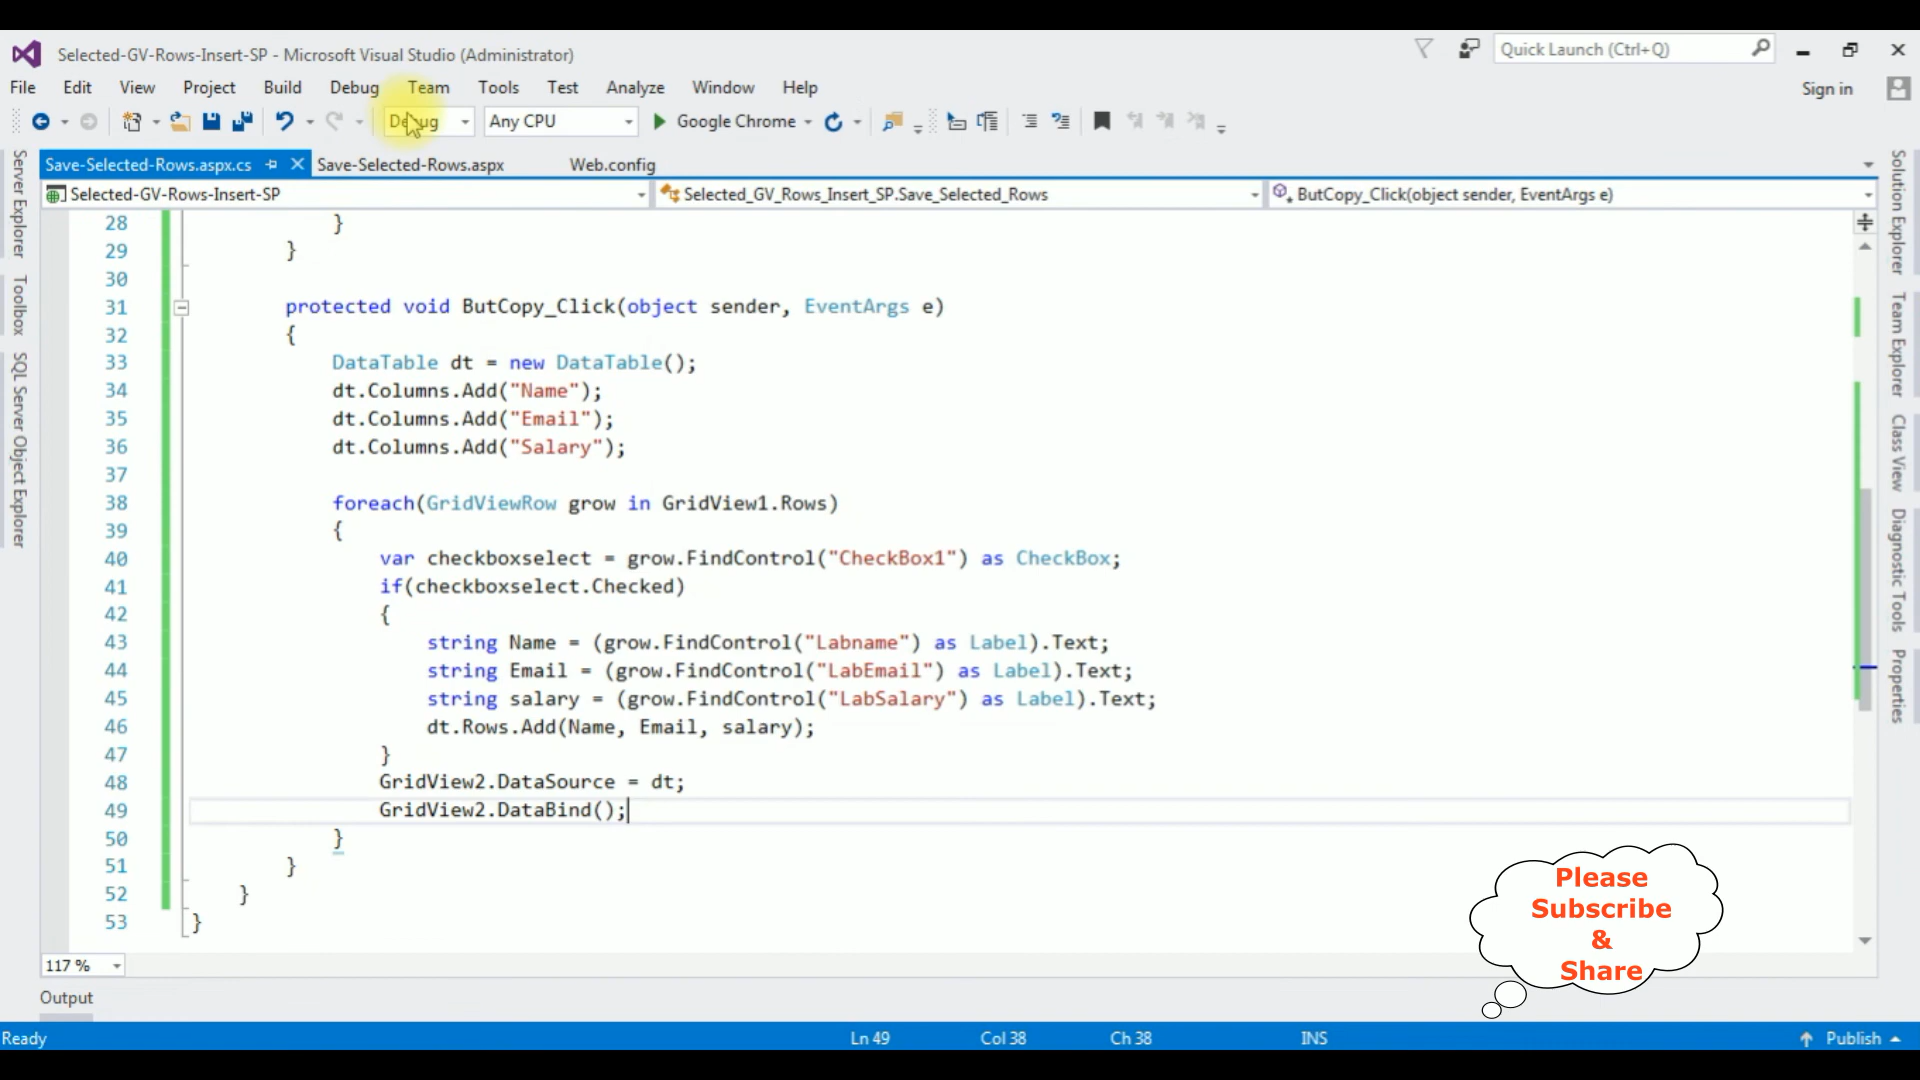 Selected-GV-Rows-Insert-SP - Microsoft Visual Studio (Administrator)
Quick Launch (Ctrl+Q)
File Edit View Project Build Debug Team Tools Test Analyze Window Help
Sign in
Debug Any CPU Google Chrome
Save-Selected-Rows.aspx.cs Save-Selected-Rows.aspx Web.config
Selected-GV-Rows-Insert-SP Selected_GV_Rows_Insert_SP.Save_Selected_Rows ButCopy_Click(object sender, EventArgs e)
Server Explorer
Toolbox
SQL Server Object Explorer
28 }
29 }
30
31 protected void ButCopy_Click(object sender, EventArgs e)
32 {
33 DataTable dt = new DataTable();
34 dt.Columns.Add("Name");
35 dt.Columns.Add("Email");
36 dt.Columns.Add("Salary");
37
38 foreach(GridViewRow grow in GridView1.Rows)
39 {
40 var checkboxselect = grow.FindControl("CheckBox1") as CheckBox;
41 if(checkboxselect.Checked)
42 {
43 string Name = (grow.FindControl("Labname") as Label).Text;
44 string Email = (grow.FindControl("LabEmail") as Label).Text;
45 string salary = (grow.FindControl("LabSalary") as Label).Text;
46 dt.Rows.Add(Name, Email, salary);
47 }
48 GridView2.DataSource = dt;
49 GridView2.DataBind();
50 }
51 }
52 }
53 }
Solution Explorer
Team Explorer
Class View
Diagnostic Tools
Properties
Please
Subscribe
&
Share
117 %
Output
Ready Ln 49 Col 38 Ch 38 INS Publish